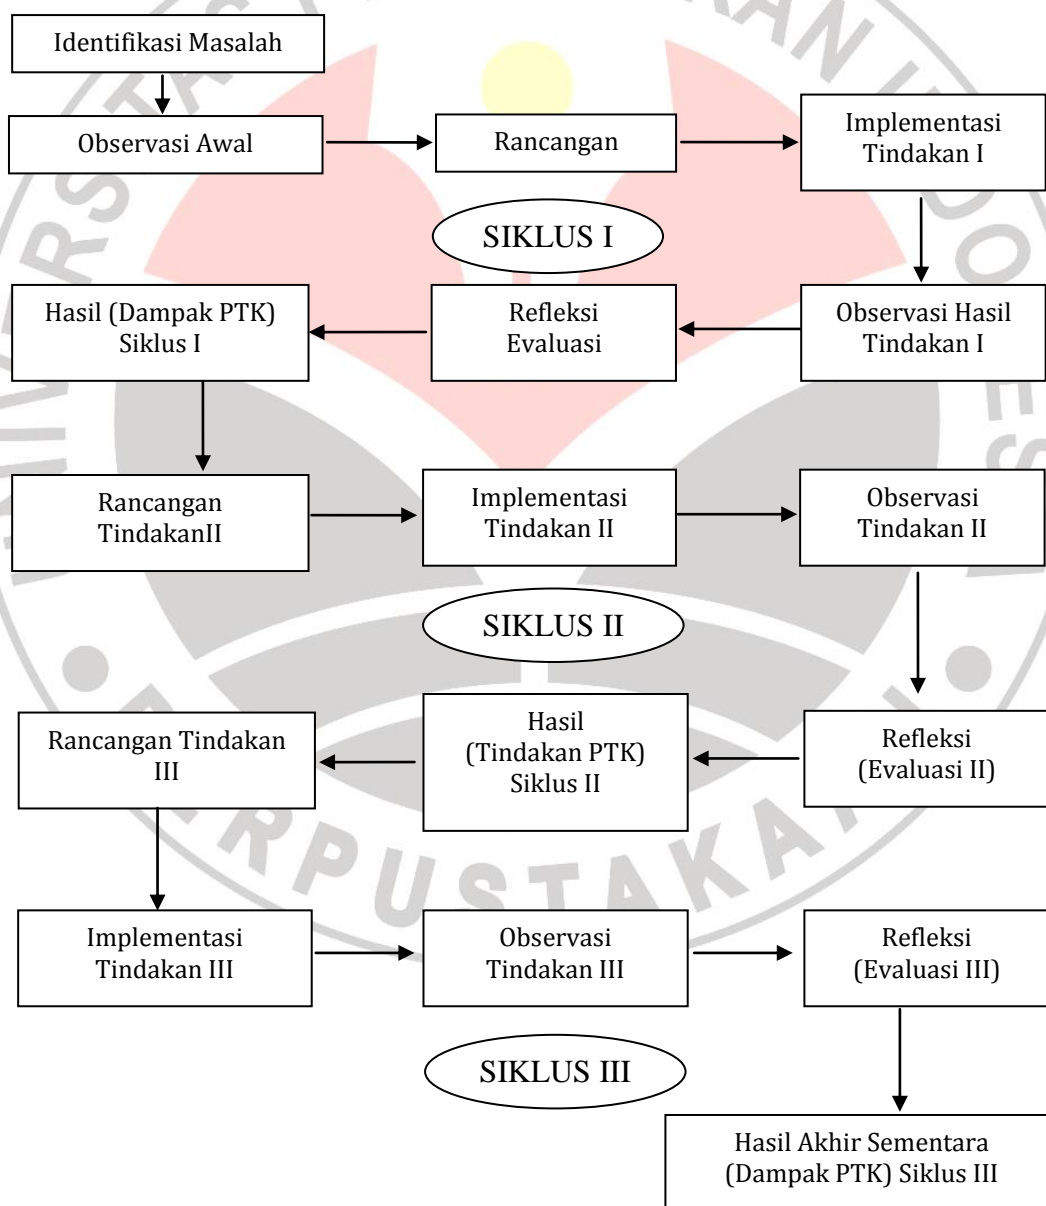 Identifikasi Masalah
Observasi Awal
Rancangan
Implementasi
Tindakan I
SIKLUS I
Hasil (Dampak PTK)
Siklus I
Refleksi
Evaluasi
Observasi Hasil
Tindakan I
Rancangan
TindakanII
Implementasi
Tindakan II
Observasi
Tindakan II
SIKLUS II
Rancangan Tindakan
III
Hasil
(Tindakan PTK)
Siklus II
Refleksi
(Evaluasi II)
PERPUSTAKAAN
Implementasi
Tindakan III
Observasi
Tindakan III
Refleksi
(Evaluasi III)
SIKLUS III
Hasil Akhir Sementara
(Dampak PTK) Siklus III